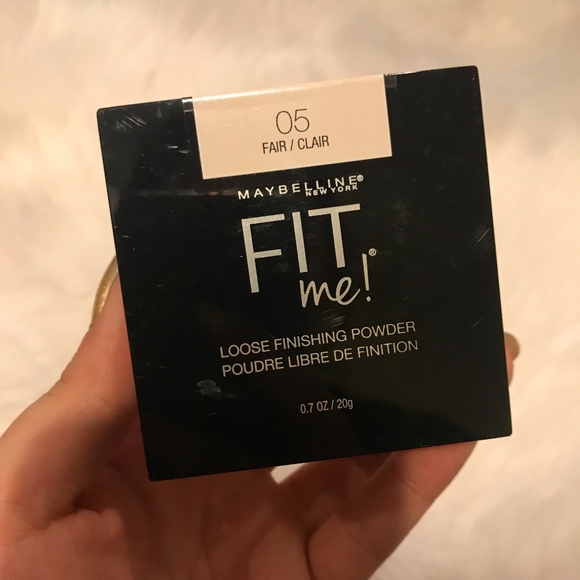 05
FAIR / CLAIR
MAYBELLINE®
NEW YORK
FIT
me!®
LOOSE FINISHING POWDER
POUDRE LIBRE DE FINITION
0.7 OZ / 20g